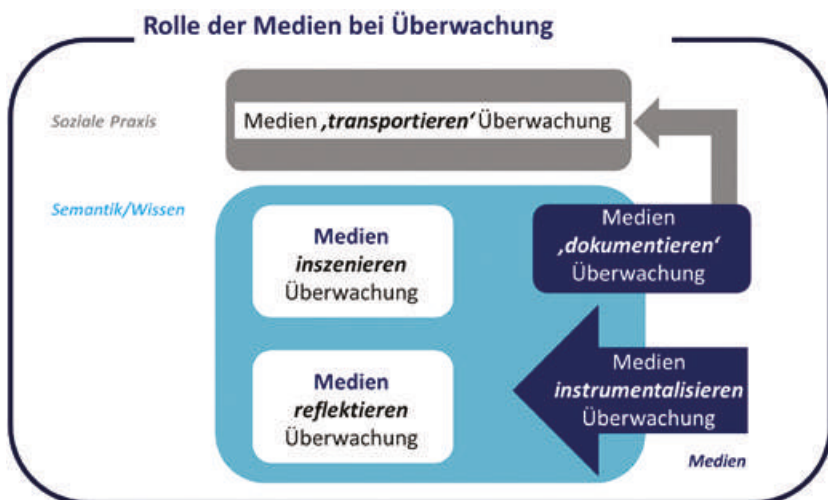 Rolle der Medien bei Überwachung
Soziale Praxis
Medien ‚transportieren‘ Überwachung
Semantik/Wissen
Medien
inszenieren
Überwachung
Medien
‚dokumentieren‘
Überwachung
Medien
reflektieren
Überwachung
Medien
instrumentalisieren
Überwachung
Medien